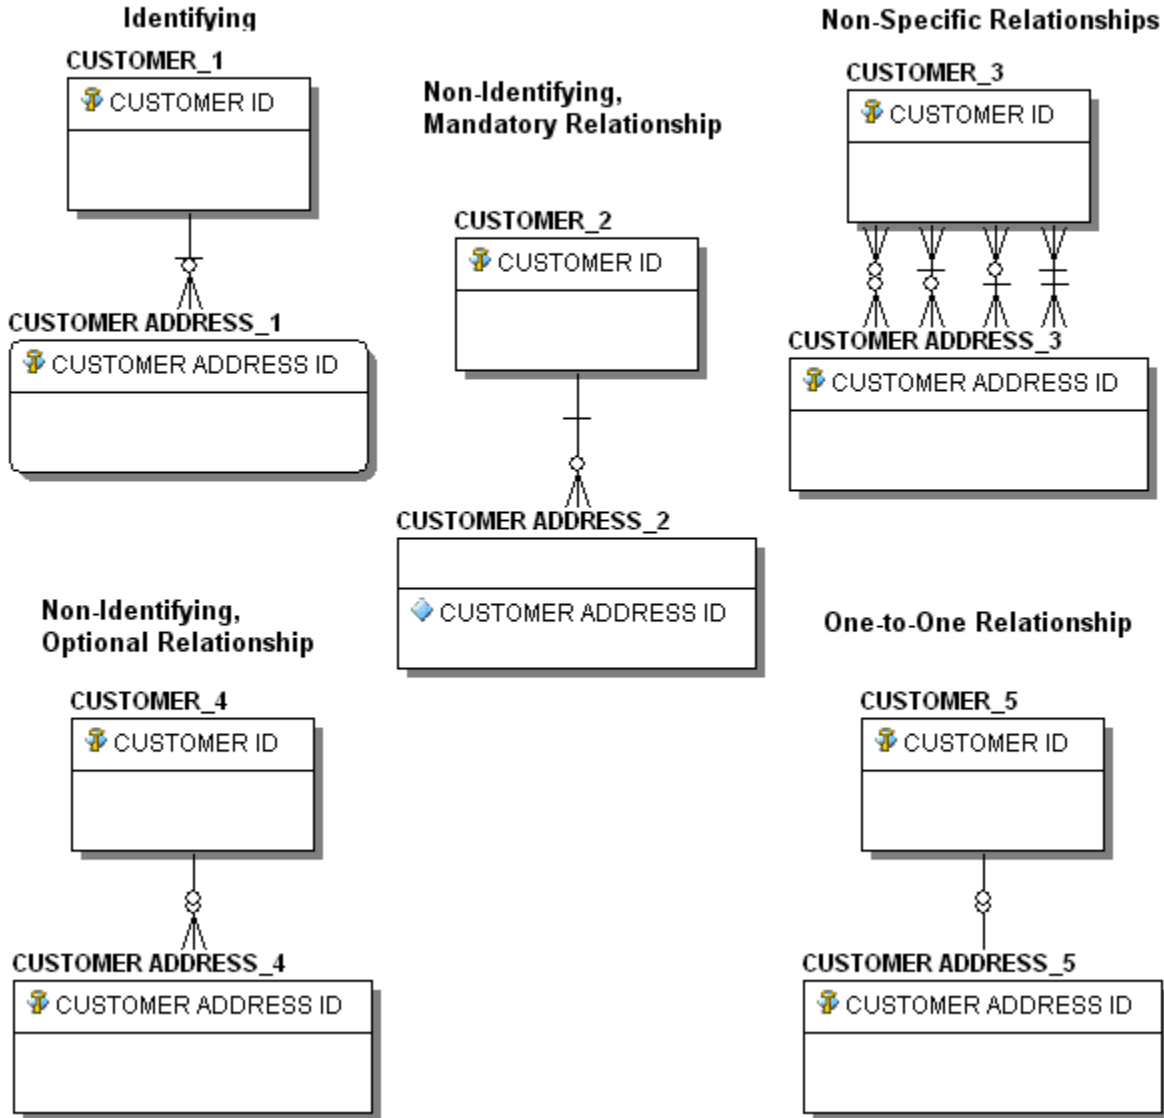 Identifying
CUSTOMER_1
CUSTOMER ID
CUSTOMER ADDRESS_1
CUSTOMER ADDRESS ID
Non-Identifying,
Mandatory Relationship
CUSTOMER_2
CUSTOMER ID
CUSTOMER ADDRESS_2
CUSTOMER ADDRESS ID
Non-Specific Relationships
CUSTOMER_3
CUSTOMER ID
CUSTOMER ADDRESS_3
CUSTOMER ADDRESS ID
Non-Identifying,
Optional Relationship
CUSTOMER_4
CUSTOMER ID
CUSTOMER ADDRESS_4
CUSTOMER ADDRESS ID
One-to-One Relationship
CUSTOMER_5
CUSTOMER ID
CUSTOMER ADDRESS_5
CUSTOMER ADDRESS ID